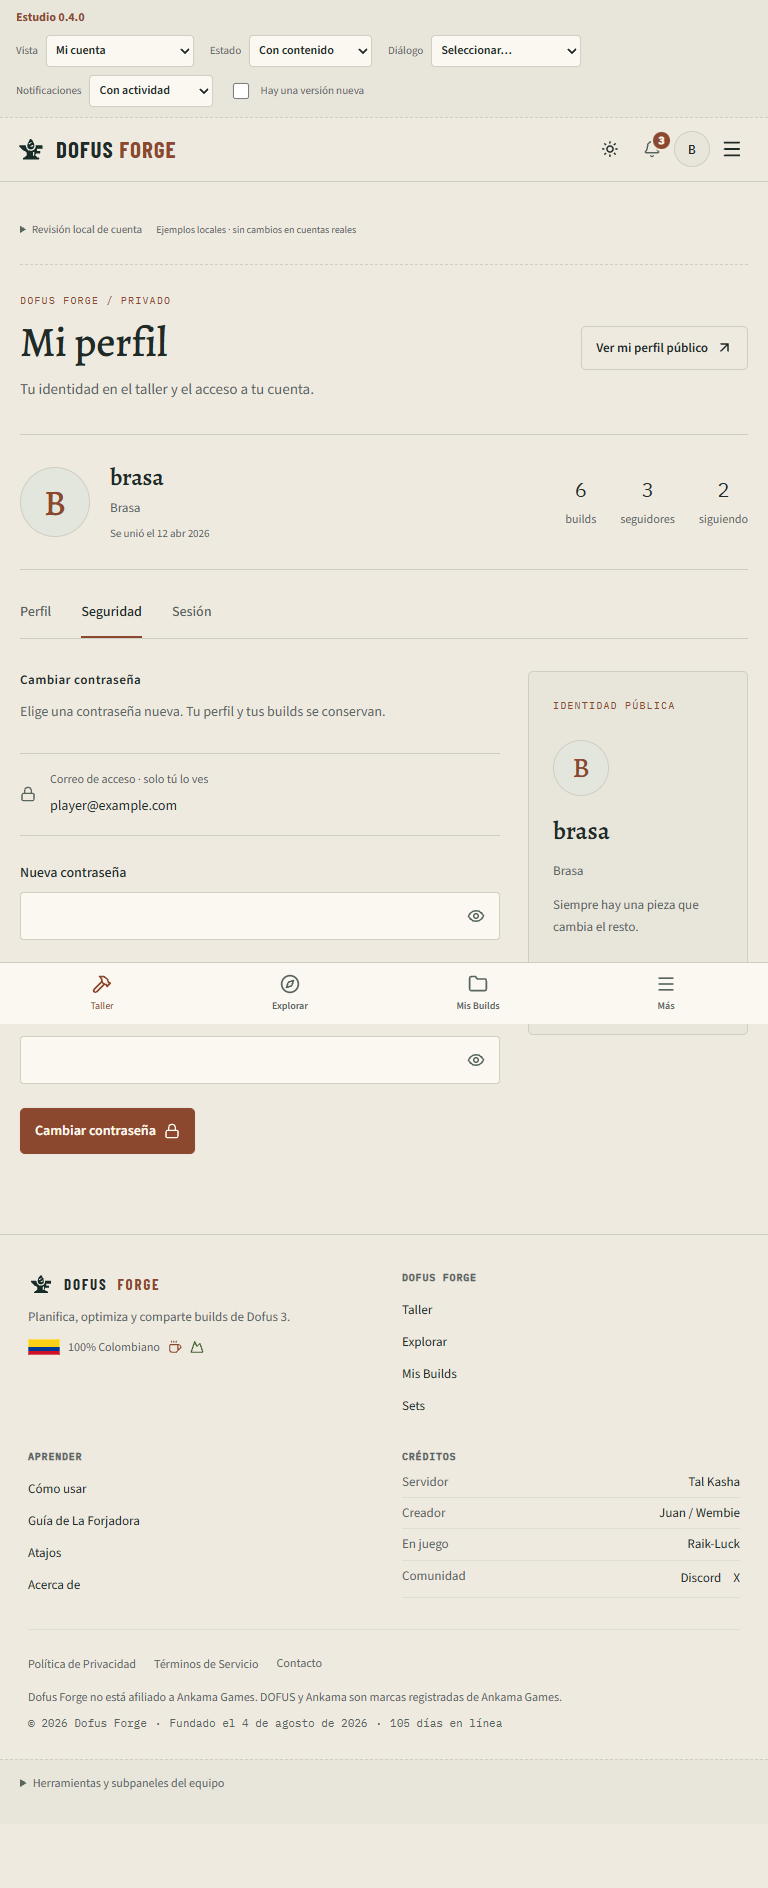 Estudio 0.4.0
Vista Mi cuenta Estado Con contenido Diálogo Seleccionar...
Notificaciones Con actividad Hay una versión nueva
DOFUS FORGE 3 B
Revisión local de cuenta Ejemplos locales · sin cambios en cuentas reales
DOFUS FORGE / PRIVADO
Mi perfil
Ver mi perfil público
Tu identidad en el taller y el acceso a tu cuenta.
B
brasa
Brasa
Se unió el 12 abr 2026
6 3 2
builds seguidores siguiendo
Perfil Seguridad Sesión
Cambiar contraseña
Elige una contraseña nueva. Tu perfil y tus builds se conservan.
Correo de acceso · solo tú lo ves
player@example.com
Nueva contraseña
IDENTIDAD PÚBLICA
B
brasa
Brasa
Siempre hay una pieza que
cambia el resto.
Taller Explorar Mis Builds Más
Cambiar contraseña
DOFUS FORGE
Planifica, optimiza y comparte builds de Dofus 3.
100% Colombiano
DOFUS FORGE
Taller
Explorar
Mis Builds
Sets
APRENDER
Cómo usar
Guía de La Forjadora
Atajos
Acerca de
CRÉDITOS
Servidor Tal Kasha
Creador Juan / Wembie
En juego Raik-Luck
Comunidad Discord X
Política de Privacidad Términos de Servicio Contacto
Dofus Forge no está afiliado a Ankama Games. DOFUS y Ankama son marcas registradas de Ankama Games.
© 2026 Dofus Forge · Fundado el 4 de agosto de 2026 · 105 días en línea
Herramientas y subpaneles del equipo